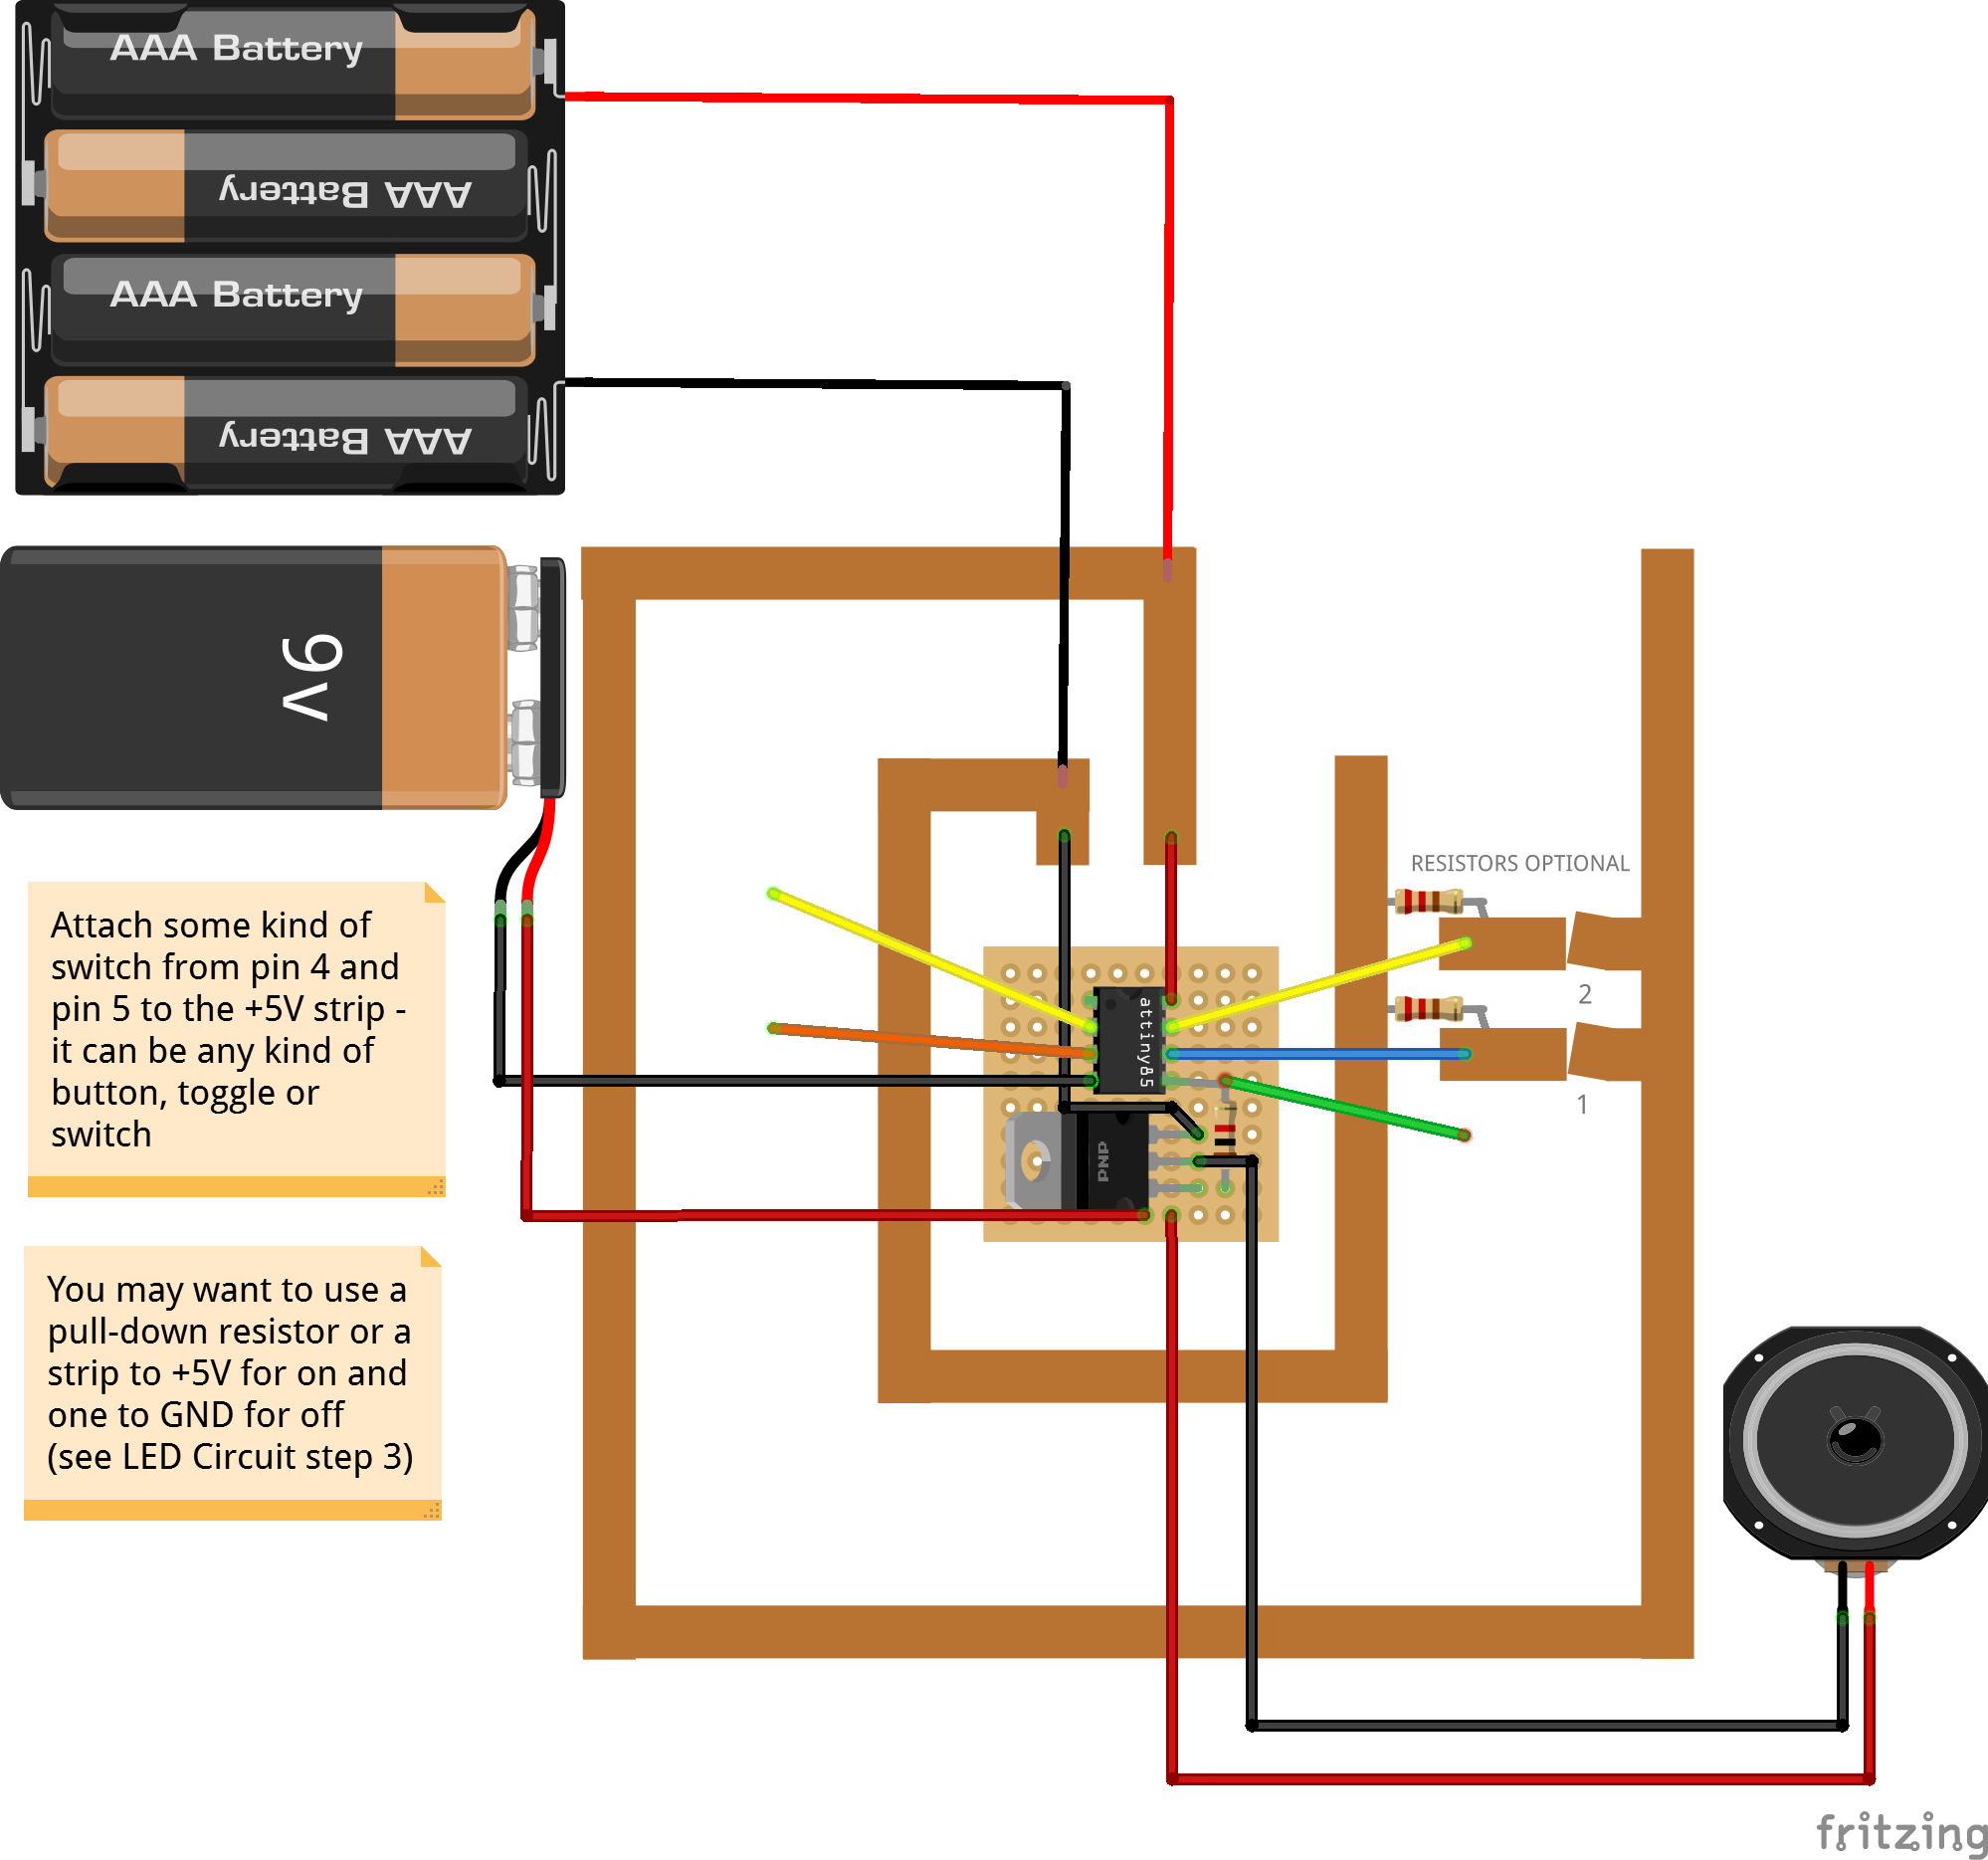 AAA Battery
AAA Battery
AAA Battery
AAA Battery
9v
RESISTORS OPTIONAL
Attach some kind of
switch from pin 4 and
pin 5 to the +5V strip -
it can be any kind of
button, toggle or
switch
2
attiny85
1
PNP
You may want to use a
pull-down resistor or a
strip to +5V for on and
one to GND for off
(see LED Circuit step 3)
fritzing